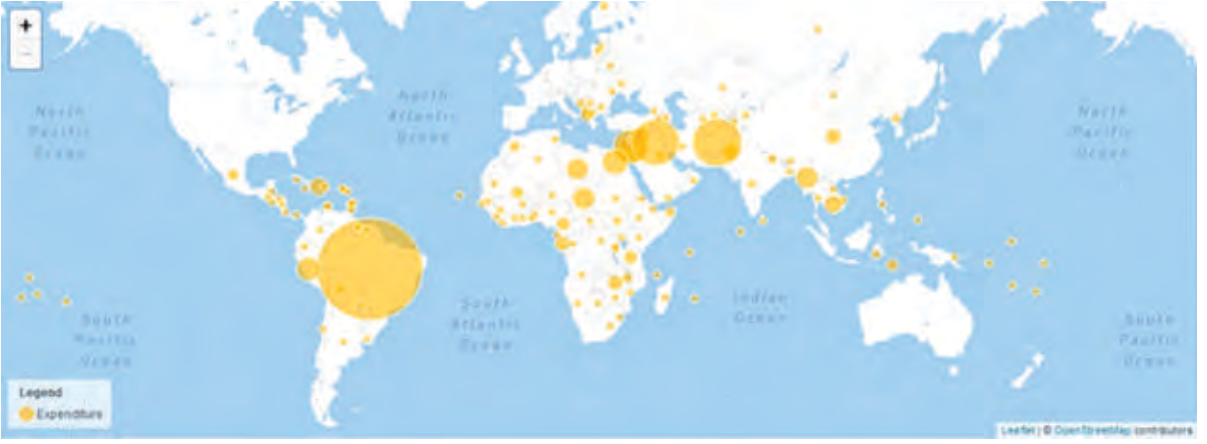 +
−
North
Pacific
Ocean
North
Atlantic
Ocean
North
Pacific
Ocean
South
Pacific
Ocean
South
Atlantic
Ocean
Indian
Ocean
South
Pacific
Ocean
Legend
Expenditure
Leaflet | © OpenStreetMap contributors